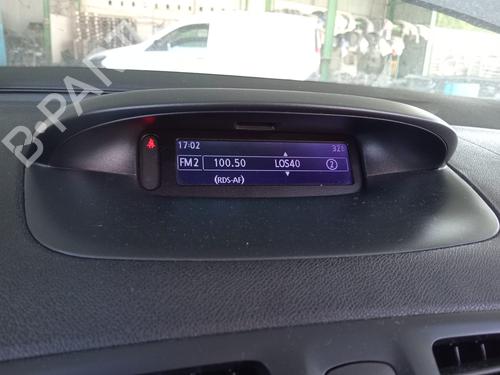 B-PARTS
17:02
32°
FM2 100.50 LOS40 2
(RDS-AF)